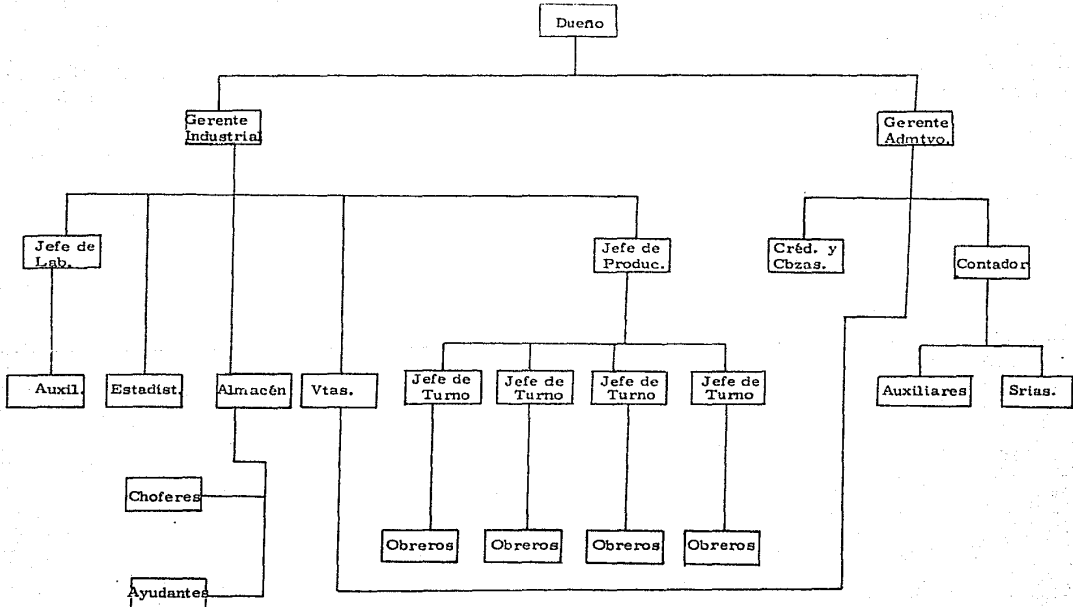 Dueño
Gerente
Industrial
Gerente
Admtvo.
Jefe de
Lab.
Jefe de
Produc.
Créd. y
Cbzas.
Contador
Auxil.
Estadist.
Almacén
Vtas.
Jefe de
Turno
Jefe de
Turno
Jefe de
Turno
Jefe de
Turno
Auxiliares
Srias.
Choferes
Obreros
Obreros
Obreros
Obreros
Ayudantes